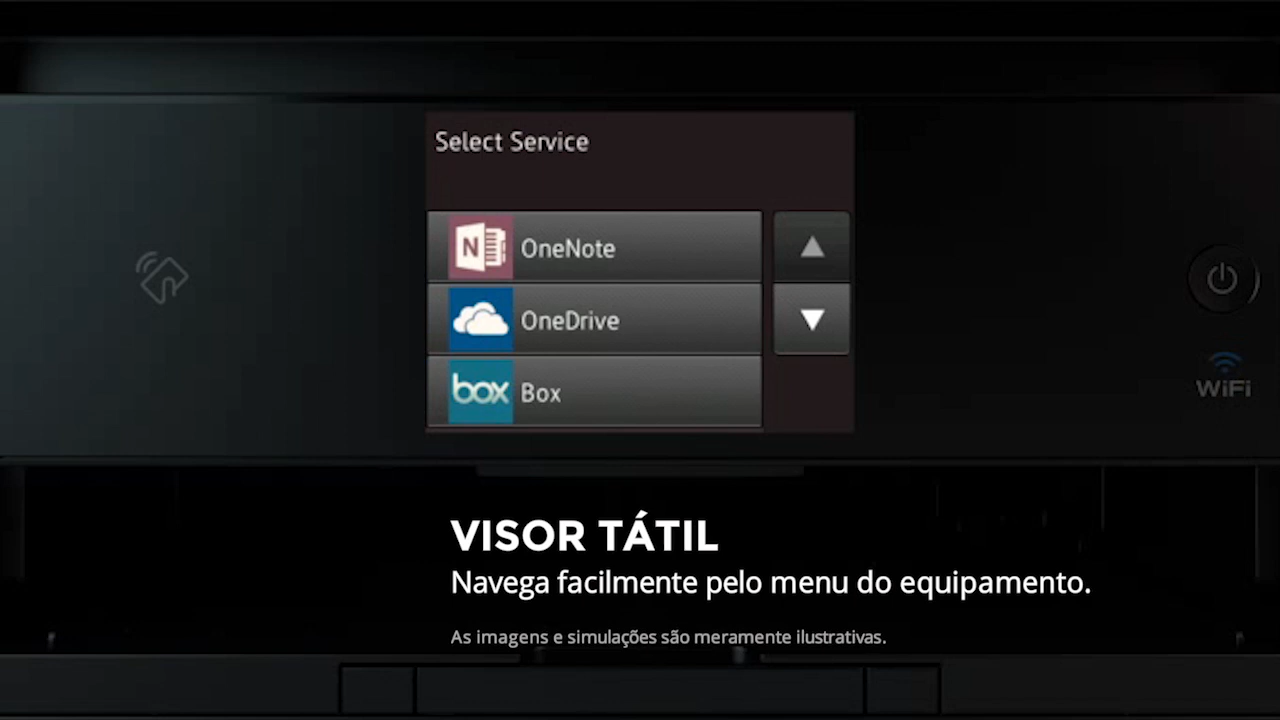 Select Service
N OneNote
OneDrive
box Box
WiFi
VISOR TÁTIL
Navega facilmente pelo menu do equipamento.
As imagens e simulações são meramente ilustrativas.